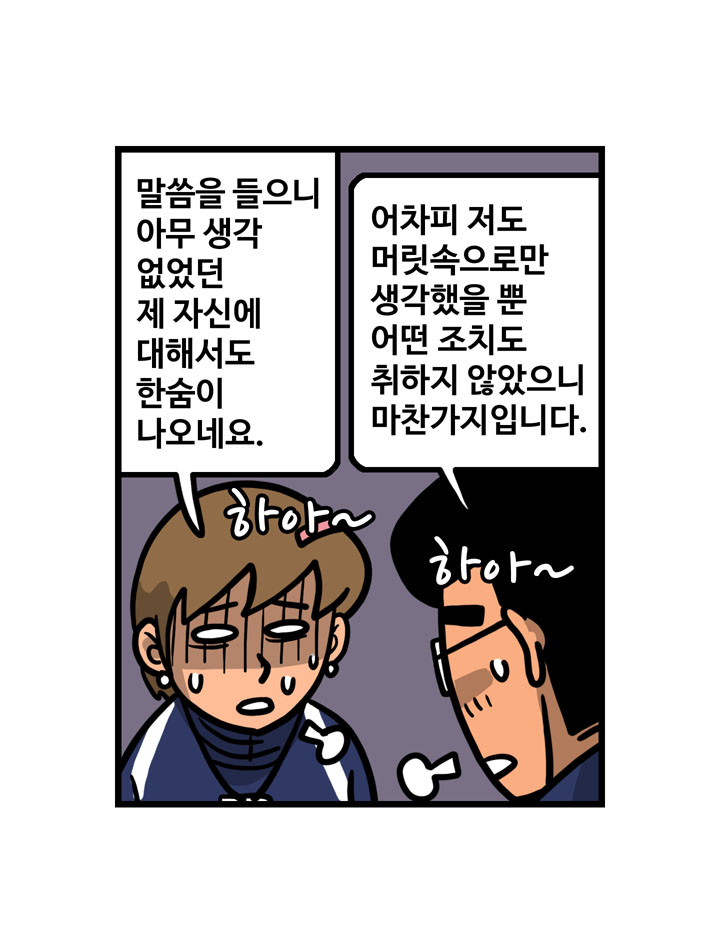 말씀을 들으니
아무 생각
없었던
제 자신에
대해서도
한숨이
나오네요.
어차피 저도
머릿속으로만
생각했을 뿐
어떤 조치도
취하지 않았으니
마찬가지입니다.
하아~
하아~